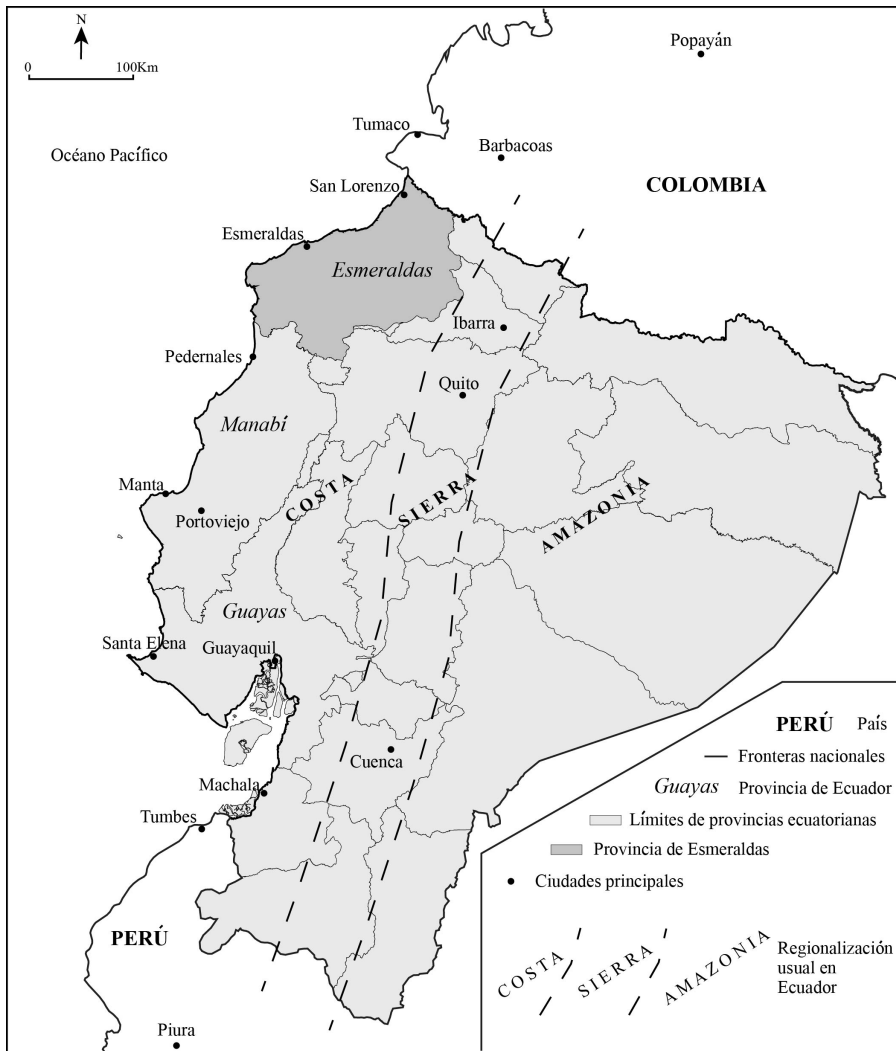 N
0 100Km
Popayán
Tumaco
Océano Pacífico
Barbacoas
San Lorenzo
COLOMBIA
Esmeraldas
Esmeraldas
Ibarra
Pedernales
Quito
Manabí
Manta
COSTA
SIERRA
AMAZONÍA
Portoviejo
Guayas
Santa Elena
Guayaquil
Cuenca
Machala
Tumbes
PERÚ
Piura
PERÚ País
Fronteras nacionales
Guayas Provincia de Ecuador
Límites de provincias ecuatorianas
Provincia de Esmeraldas
Ciudades principales
COSTA SIERRA AMAZONIA
Regionalización
usual en
Ecuador